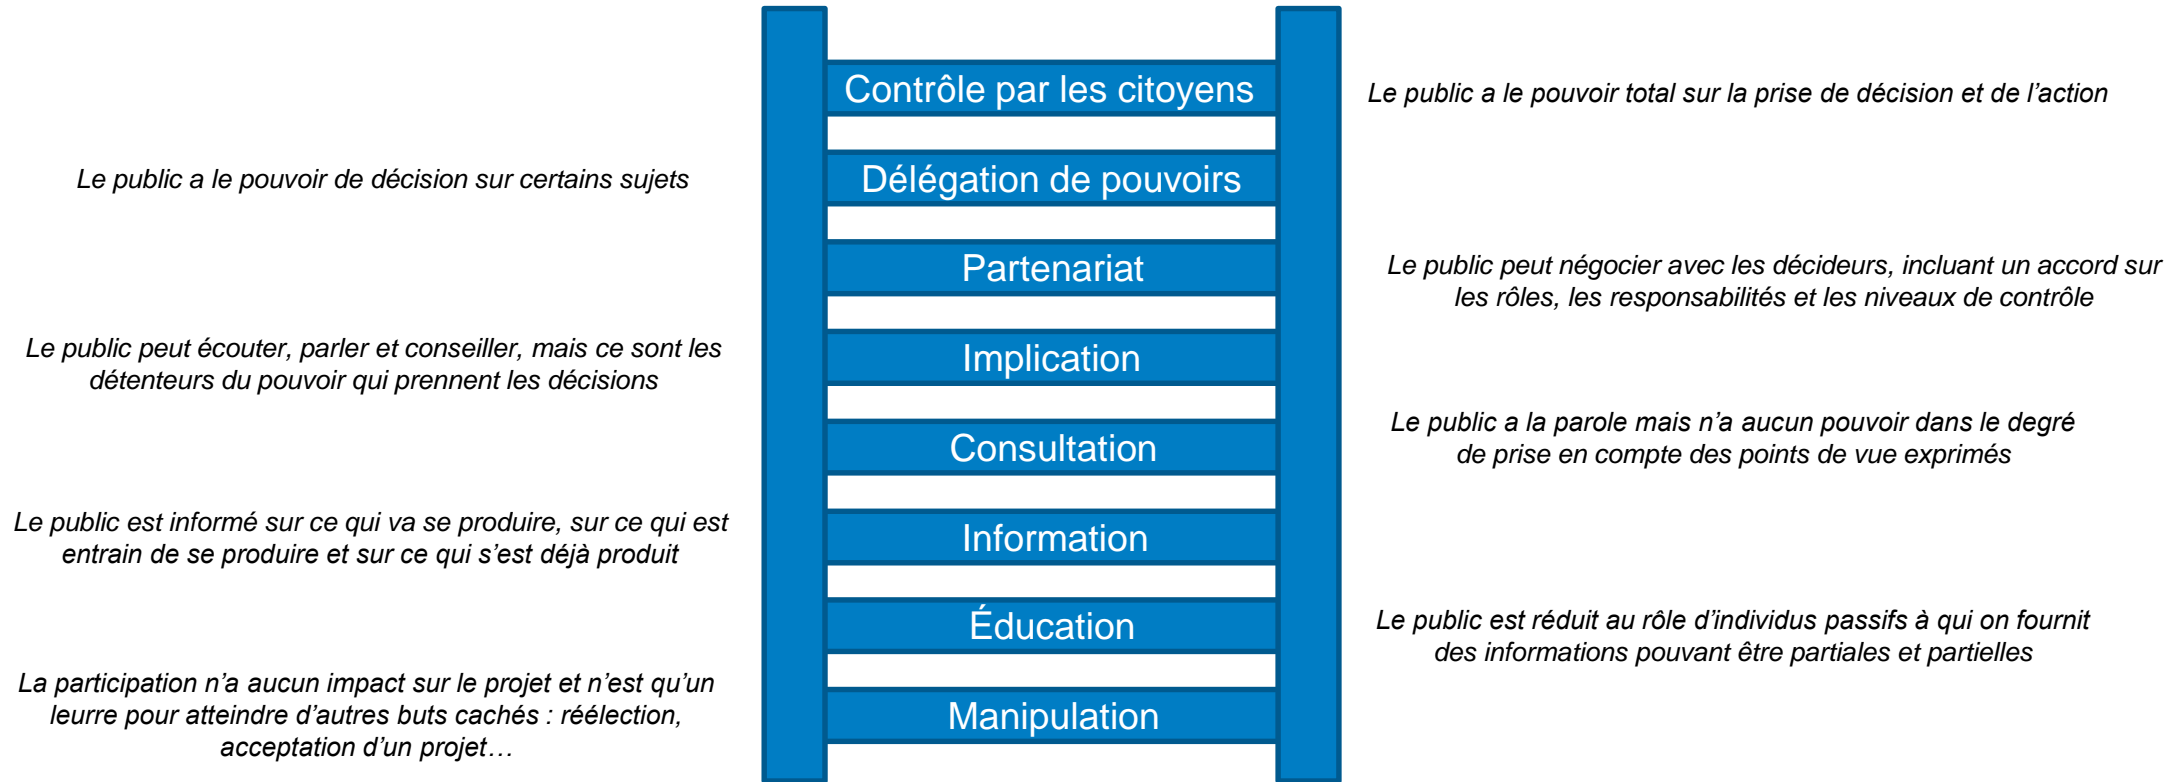 Contrôle par les citoyens
Le public a le pouvoir total sur la prise de décision et de l’action
Le public a le pouvoir de décision sur certains sujets
Délégation de pouvoirs
Partenariat
Le public peut négocier avec les décideurs, incluant un accord sur
les rôles, les responsabilités et les niveaux de contrôle
Le public peut écouter, parler et conseiller, mais ce sont les
détenteurs du pouvoir qui prennent les décisions
Implication
Consultation
Le public a la parole mais n’a aucun pouvoir dans le degré
de prise en compte des points de vue exprimés
Le public est informé sur ce qui va se produire, sur ce qui est
entrain de se produire et sur ce qui s’est déjà produit
Information
Éducation
Le public est réduit au rôle d’individus passifs à qui on fournit
des informations pouvant être partiales et partielles
La participation n’a aucun impact sur le projet et n’est qu’un
leurre pour atteindre d’autres buts cachés : réélection,
acceptation d’un projet…
Manipulation